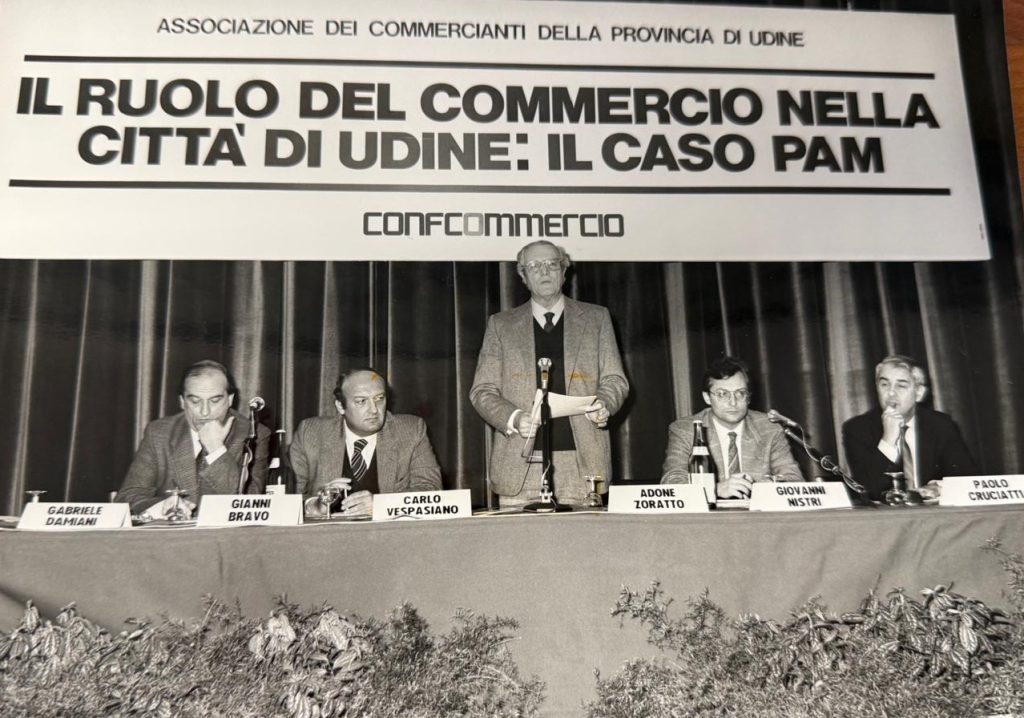 ASSOCIAZIONE DEI COMMERCIANTI DELLA PROVINCIA DI UDINE
IL RUOLO DEL COMMERCIO NELLA
CITTÀ DI UDINE: IL CASO PAM
CONFCOMMERCIO
GABRIELE
DAMIANI
GIANNI
BRAVO
CARLO
VESPASIANO
ADONE
ZORATTO
GIOVANNI
NISTRI
PAOLO
CRUCIATTI